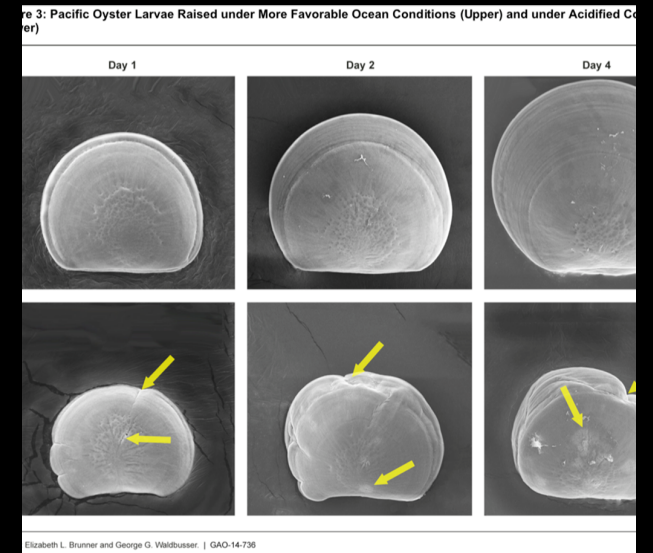 re 3: Pacific Oyster Larvae Raised under More Favorable Ocean Conditions (Upper) and under Acidified Co
er)
Day 1
Day 2
Day 4
Elizabeth L. Brunner and George G. Waldbusser. | GAO-14-736